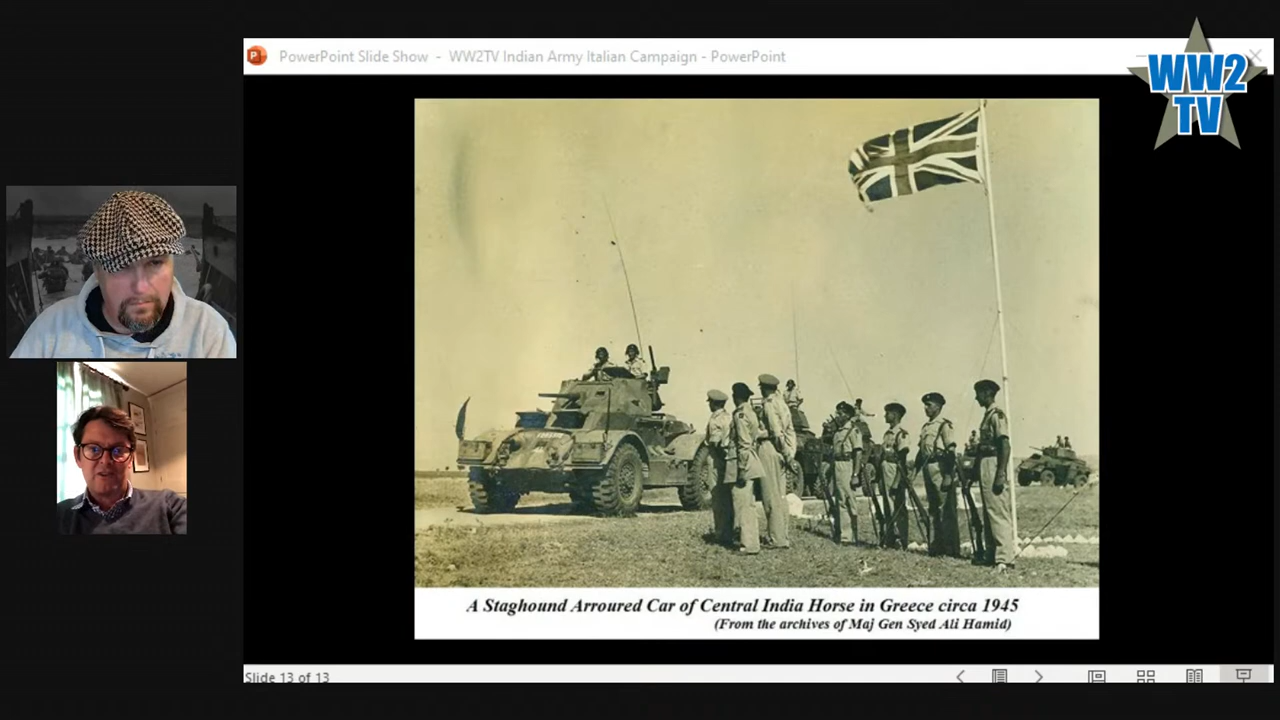 PowerPoint Slide Show - WW2TV Indian Army Italian Campaign - PowerPoint
WW2
TV
A Staghound Arroured Car of Central India Horse in Greece circa 1945
(From the archives of Maj Gen Syed Ali Hamid)
Slide 13 of 13